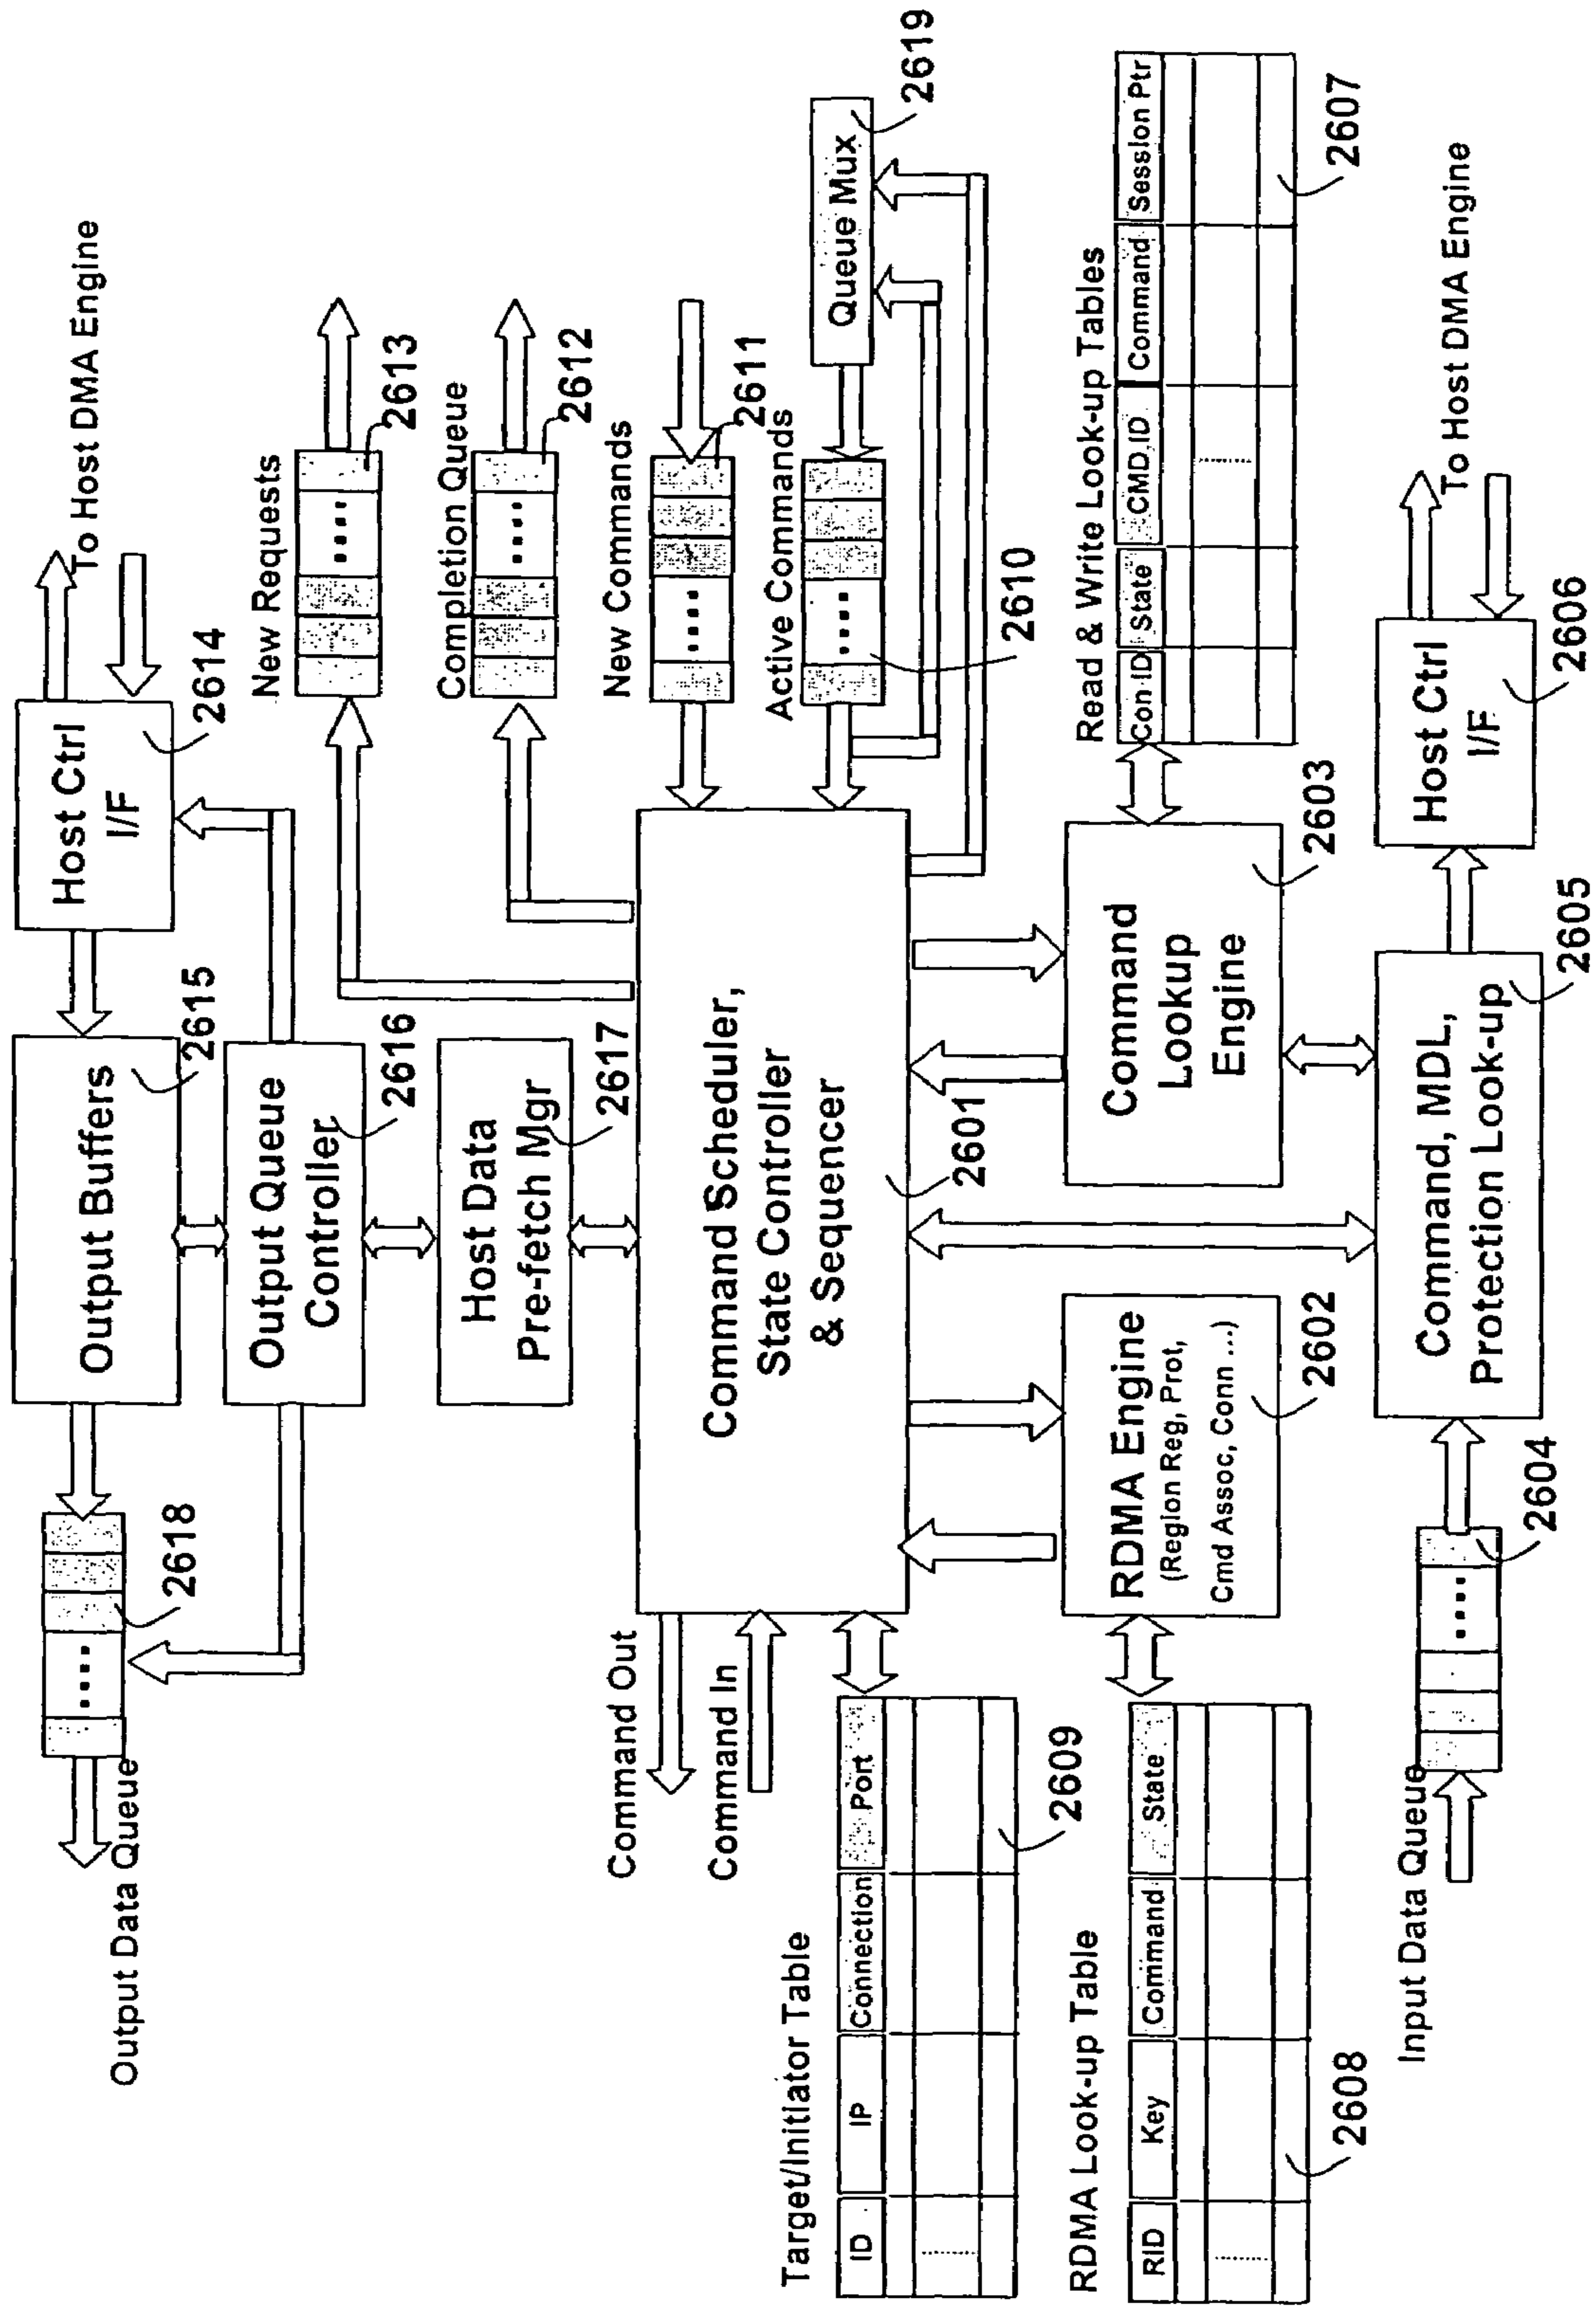 Output Data Queue
2618
Output Buffers
2615
Host Ctrl
I/F
2614
To Host DMA Engine
Output Queue
Controller
2616
Host Data
Pre-fetch Mgr
2617
New Requests
2613
Completion Queue
2612
New Commands
2611
Active Commands
2610
Queue Mux
2619
Command Out
Command In
Command Scheduler,
State Controller
& Sequencer
2601
Target/Initiator Table
ID
IP
Connection
Port
2609
RDMA Look-up Table
RID
Key
Command
State
2608
RDMA Engine
(Region Reg, Prot,
Cmd Assoc, Conn ...)
2602
Command
Lookup
Engine
2603
Read & Write Look-up Tables
Con ID
State
CMD ID
Command
Session Ptr
2607
Input Data Queue
2604
Command, MDL,
Protection Look-up
2605
Host Ctrl
I/F
2606
To Host DMA Engine